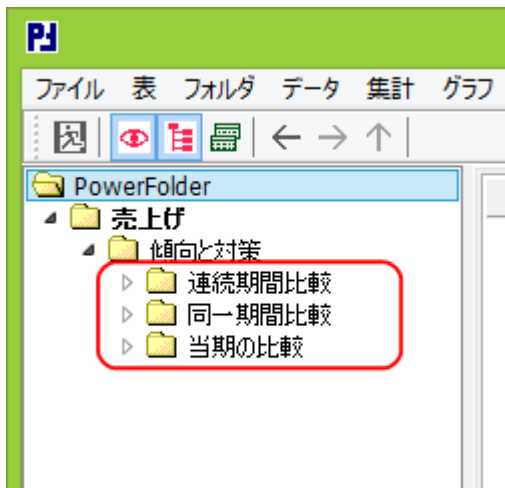 PJ
ファイル 表 フォルダ データ 集計 グラフ
PowerFolder
売上げ
傾向と対策
連続期間比較
同一期間比較
当期の比較